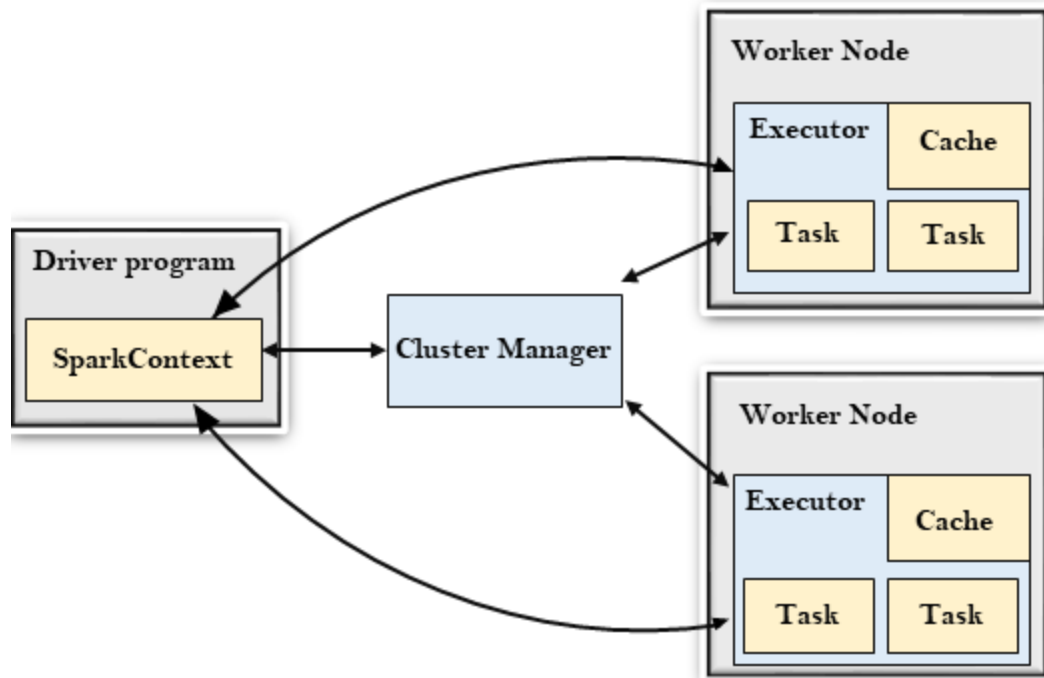 Worker Node
Executor
Cache
Task
Task
Driver program
SparkContext
Cluster Manager
Worker Node
Executor
Cache
Task
Task